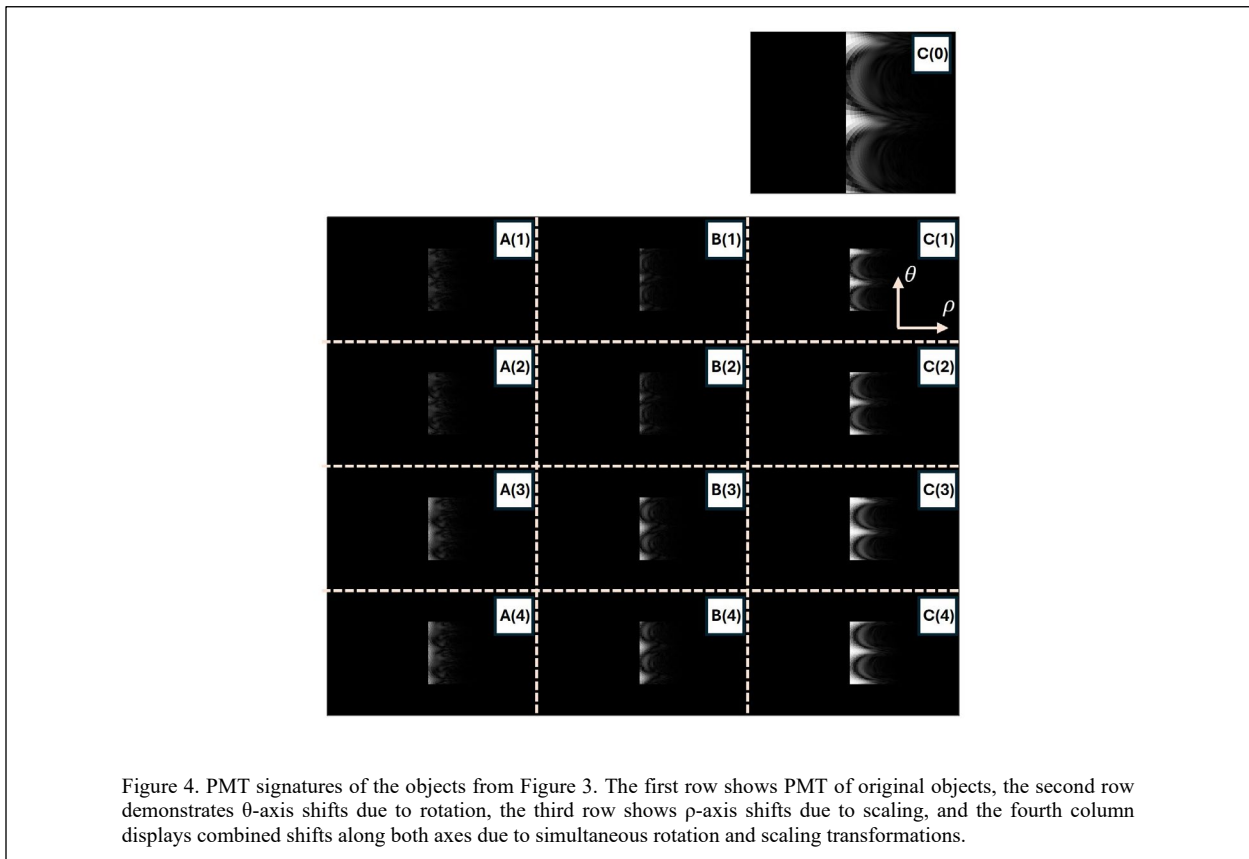 C(0)
A(1) B(1) C(1)
θ
ρ
A(2) B(2) C(2)
A(3) B(3) C(3)
A(4) B(4) C(4)
Figure 4. PMT signatures of the objects from Figure 3. The first row shows PMT of original objects, the second row
demonstrates θ-axis shifts due to rotation, the third row shows ρ-axis shifts due to scaling, and the fourth column
displays combined shifts along both axes due to simultaneous rotation and scaling transformations.